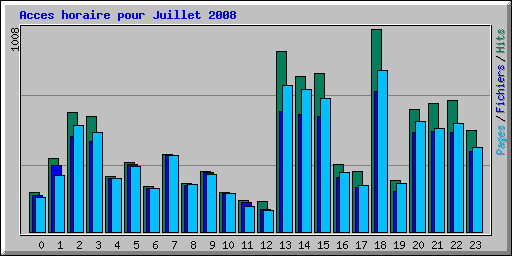 Acces horaire pour Juillet 2008
1008
Pages / Fichiers / Hits
0 1 2 3 4 5 6 7 8 9 10 11 12 13 14 15 16 17 18 19 20 21 22 23